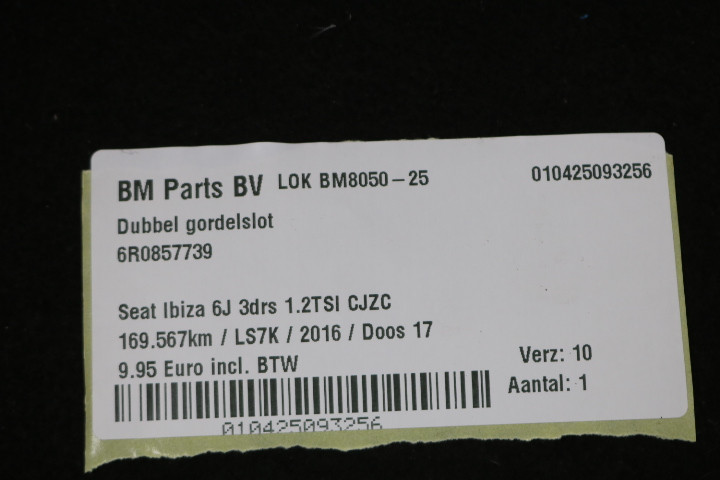 BM Parts BV LOK BM8050-25 010425093256
Dubbel gordelslot
6R0857739
Seat Ibiza 6J 3drs 1.2TSI CJZC
169.567km / LS7K / 2016 / Doos 17
9.95 Euro incl. BTW
Verz: 10
Aantal: 1
010425093256